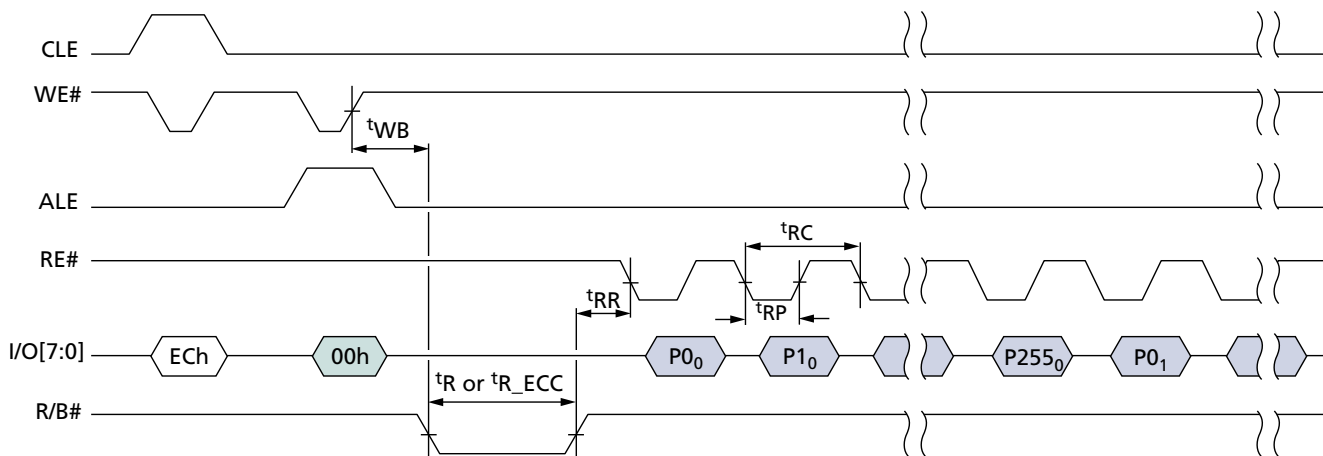 CLE
WE#
tWB
ALE
tRC
RE#
tRR
tRP
I/O[7:0]
ECh
00h
P0₀
P1₀
P255₀
P0₁
tR or tR_ECC
R/B#